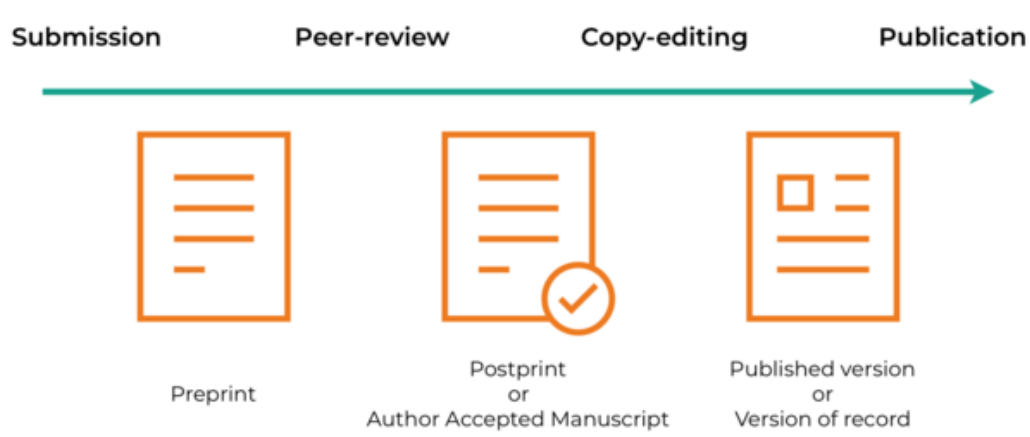 Submission Peer-review Copy-editing Publication
Preprint
Postprint
or
Author Accepted Manuscript
Published version
or
Version of record